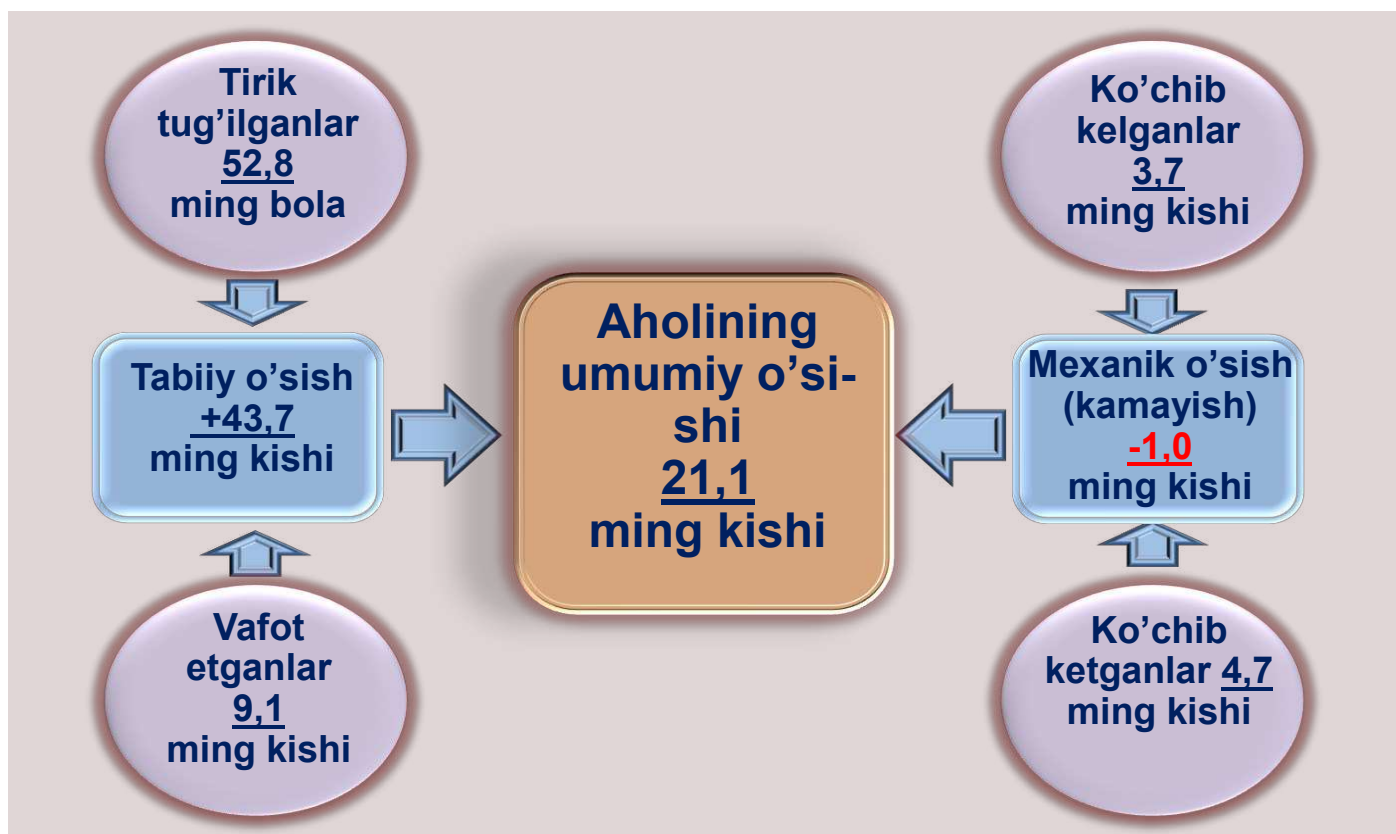 Tirik
tug’ilganlar
52,8
ming bola
Tabiiy o’sish
+43,7
ming kishi
Vafot
etganlar
9,1
ming kishi
Aholining
umumiy o’si-
shi
21,1
ming kishi
Ko’chib
kelganlar
3,7
ming kishi
Mexanik o’sish
(kamayish)
-1,0
ming kishi
Ko’chib
ketganlar 4,7
ming kishi